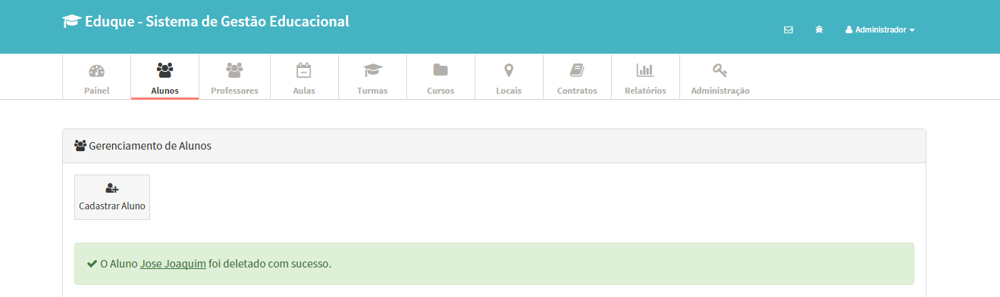 Eduque - Sistema de Gestão Educacional
Administrador
Painel
Alunos
Professores
Aulas
Turmas
Cursos
Locais
Contratos
Relatórios
Administração
Gerenciamento de Alunos
Cadastrar Aluno
O Aluno Jose Joaquim foi deletado com sucesso.